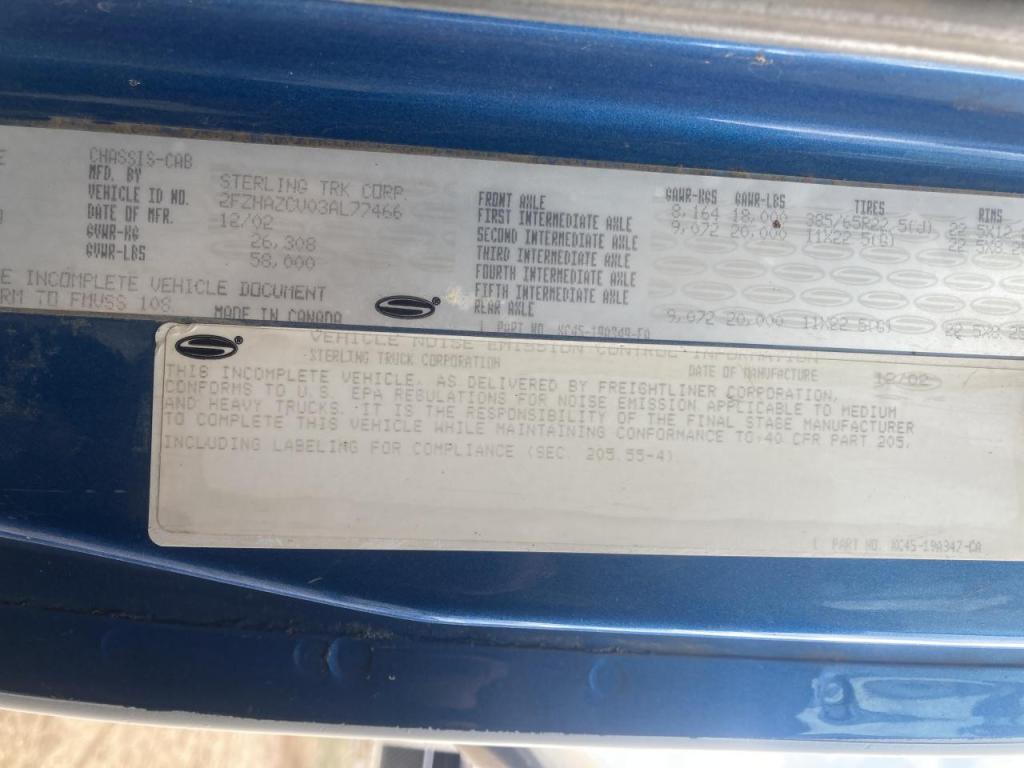 CHASSIS-CAB
MFD. BY STERLING TRK CORP.
VEHICLE ID NO. 2FZHAZCV03AL77466
DATE OF MFR. 12/02
GVWR-KG 26,308
GVWR-LBS 58,000
INCOMPLETE VEHICLE DOCUMENT
TO FMVSS 108 MADE IN CANADA
GAWR-KGS GAWR-LBS TIRES RIMS
FRONT AXLE 8,164 18,000 385/65R22.5(J)
FIRST INTERMEDIATE AXLE 9,072 20,000 11X22.5(G)
SECOND INTERMEDIATE AXLE
THIRD INTERMEDIATE AXLE
FOURTH INTERMEDIATE AXLE
FIFTH INTERMEDIATE AXLE
REAR AXLE 9,072 20,000 11X22.5(G)
PART NO.
VEHICLE NOISE EMISSION CONTROL INFORMATION
STERLING TRUCK CORPORATION DATE OF MANUFACTURE 12/02
THIS INCOMPLETE VEHICLE, AS DELIVERED BY FREIGHTLINER CORPORATION,
CONFORMS TO U.S. EPA REGULATIONS FOR NOISE EMISSION APPLICABLE TO MEDIUM
AND HEAVY TRUCKS. IT IS THE RESPONSIBILITY OF THE FINAL STAGE MANUFACTURER
TO COMPLETE THIS VEHICLE WHILE MAINTAINING CONFORMANCE TO 40 CFR PART 205.
INCLUDING LABELING FOR COMPLIANCE (SEC. 205.55-4)
PART NO. XC45-19A342-CA